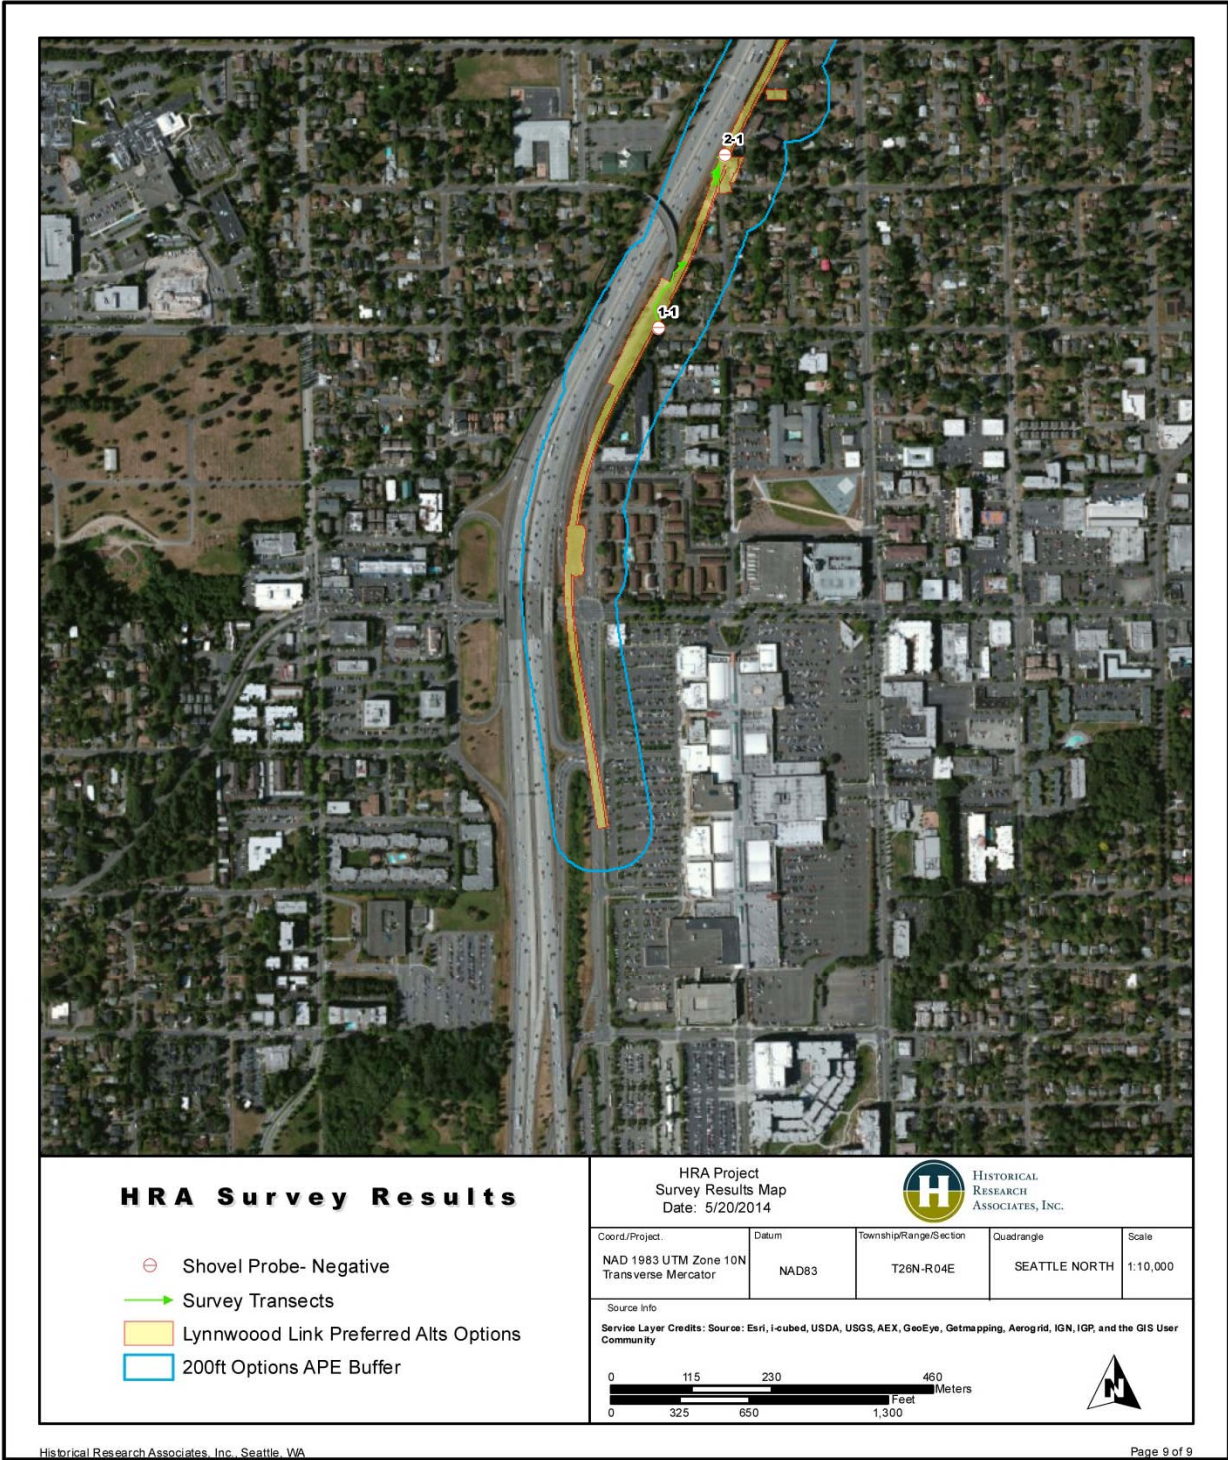 2-1
1-1
HRA Survey Results
Shovel Probe- Negative
Survey Transects
Lynnwoood Link Preferred Alts Options
200ft Options APE Buffer
HRA Project
Survey Results Map
Date: 5/20/2014
H
HISTORICAL
RESEARCH
ASSOCIATES, INC.
Coord./Project.
NAD 1983 UTM Zone 10N
Transverse Mercator
Datum
NAD83
Township/Range/Section
T26N-R04E
Quadrangle
SEATTLE NORTH
Scale
1:10,000
Source Info
Service Layer Credits: Source: Esri, i-cubed, USDA, USGS, AEX, GeoEye, Getmapping, Aerogrid, IGN, IGP, and the GIS User
Community
0 115 230 460
Meters
Feet
0 325 650 1,300
N
Historical Research Associates, Inc., Seattle, WA
Page 9 of 9